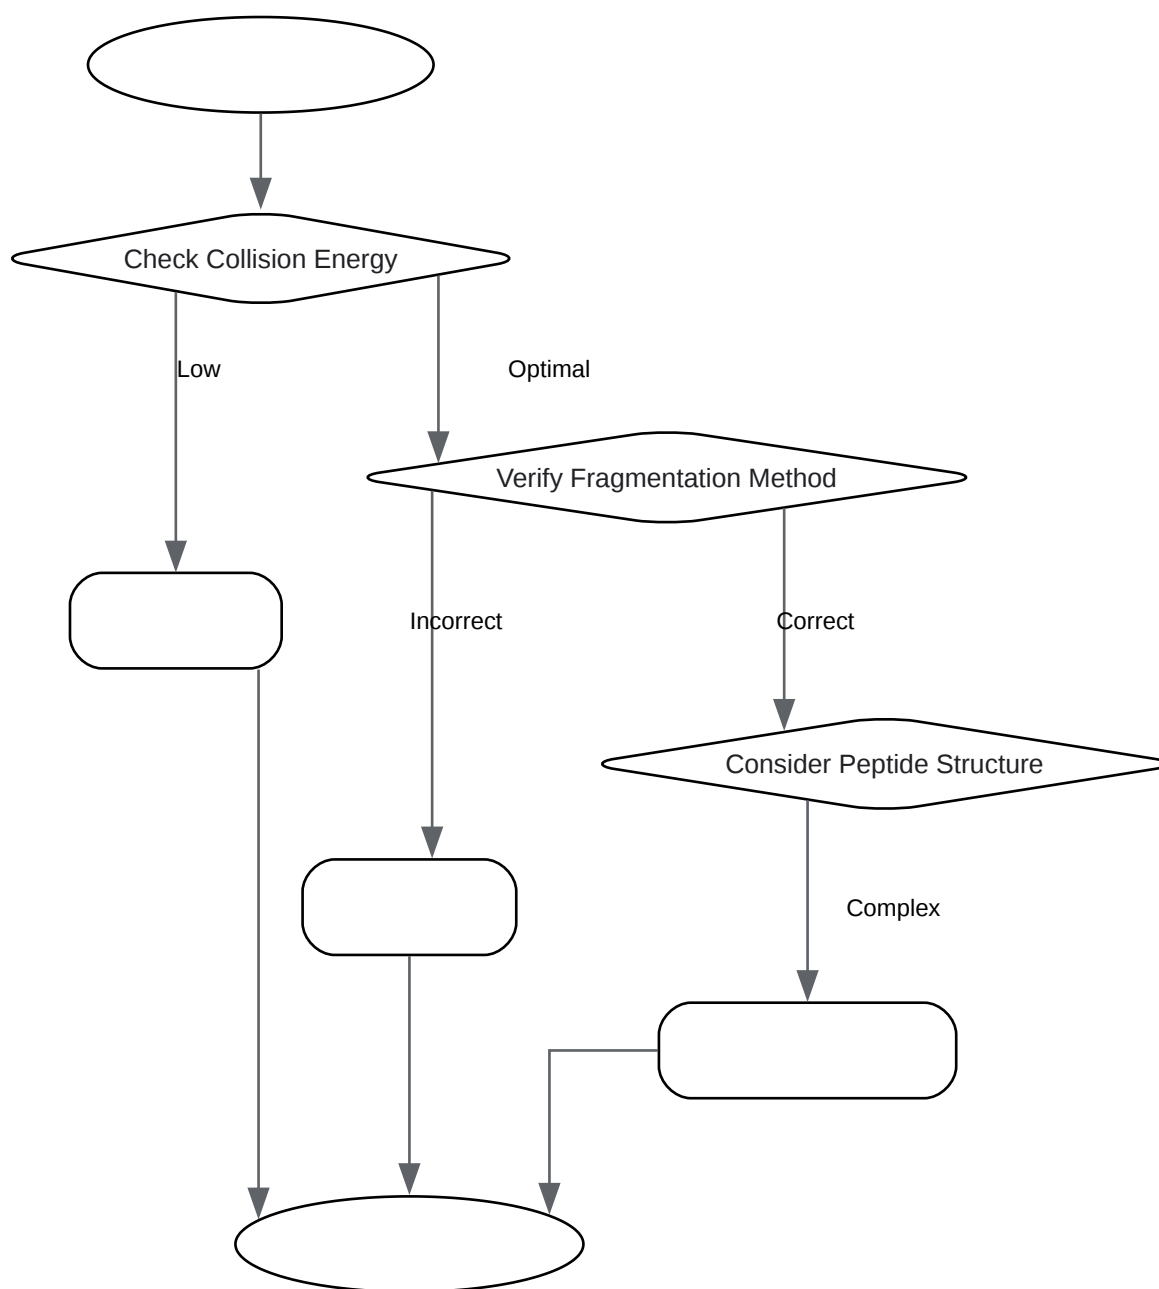 Check Collision Energy
Low
Optimal
Verify Fragmentation Method
Incorrect
Correct
Consider Peptide Structure
Complex